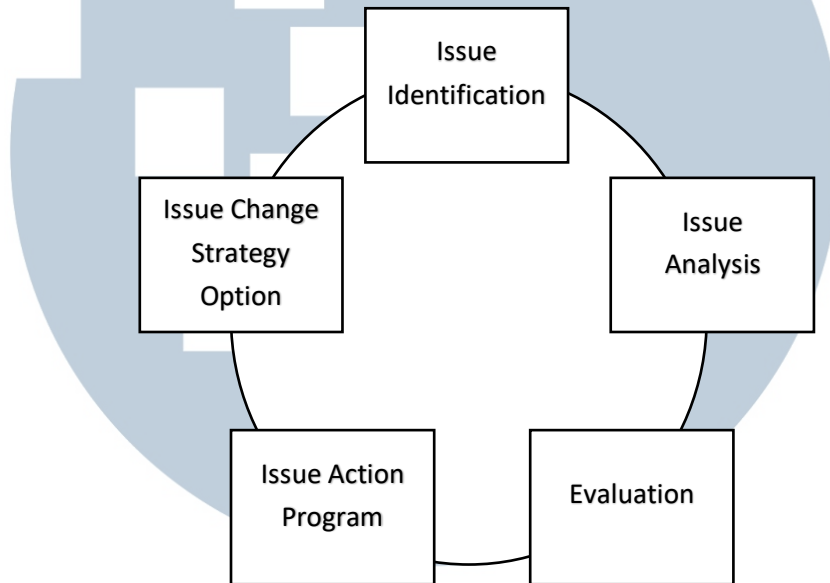 Issue
Identification
Issue Change
Strategy
Option
Issue
Analysis
Issue Action
Program
Evaluation